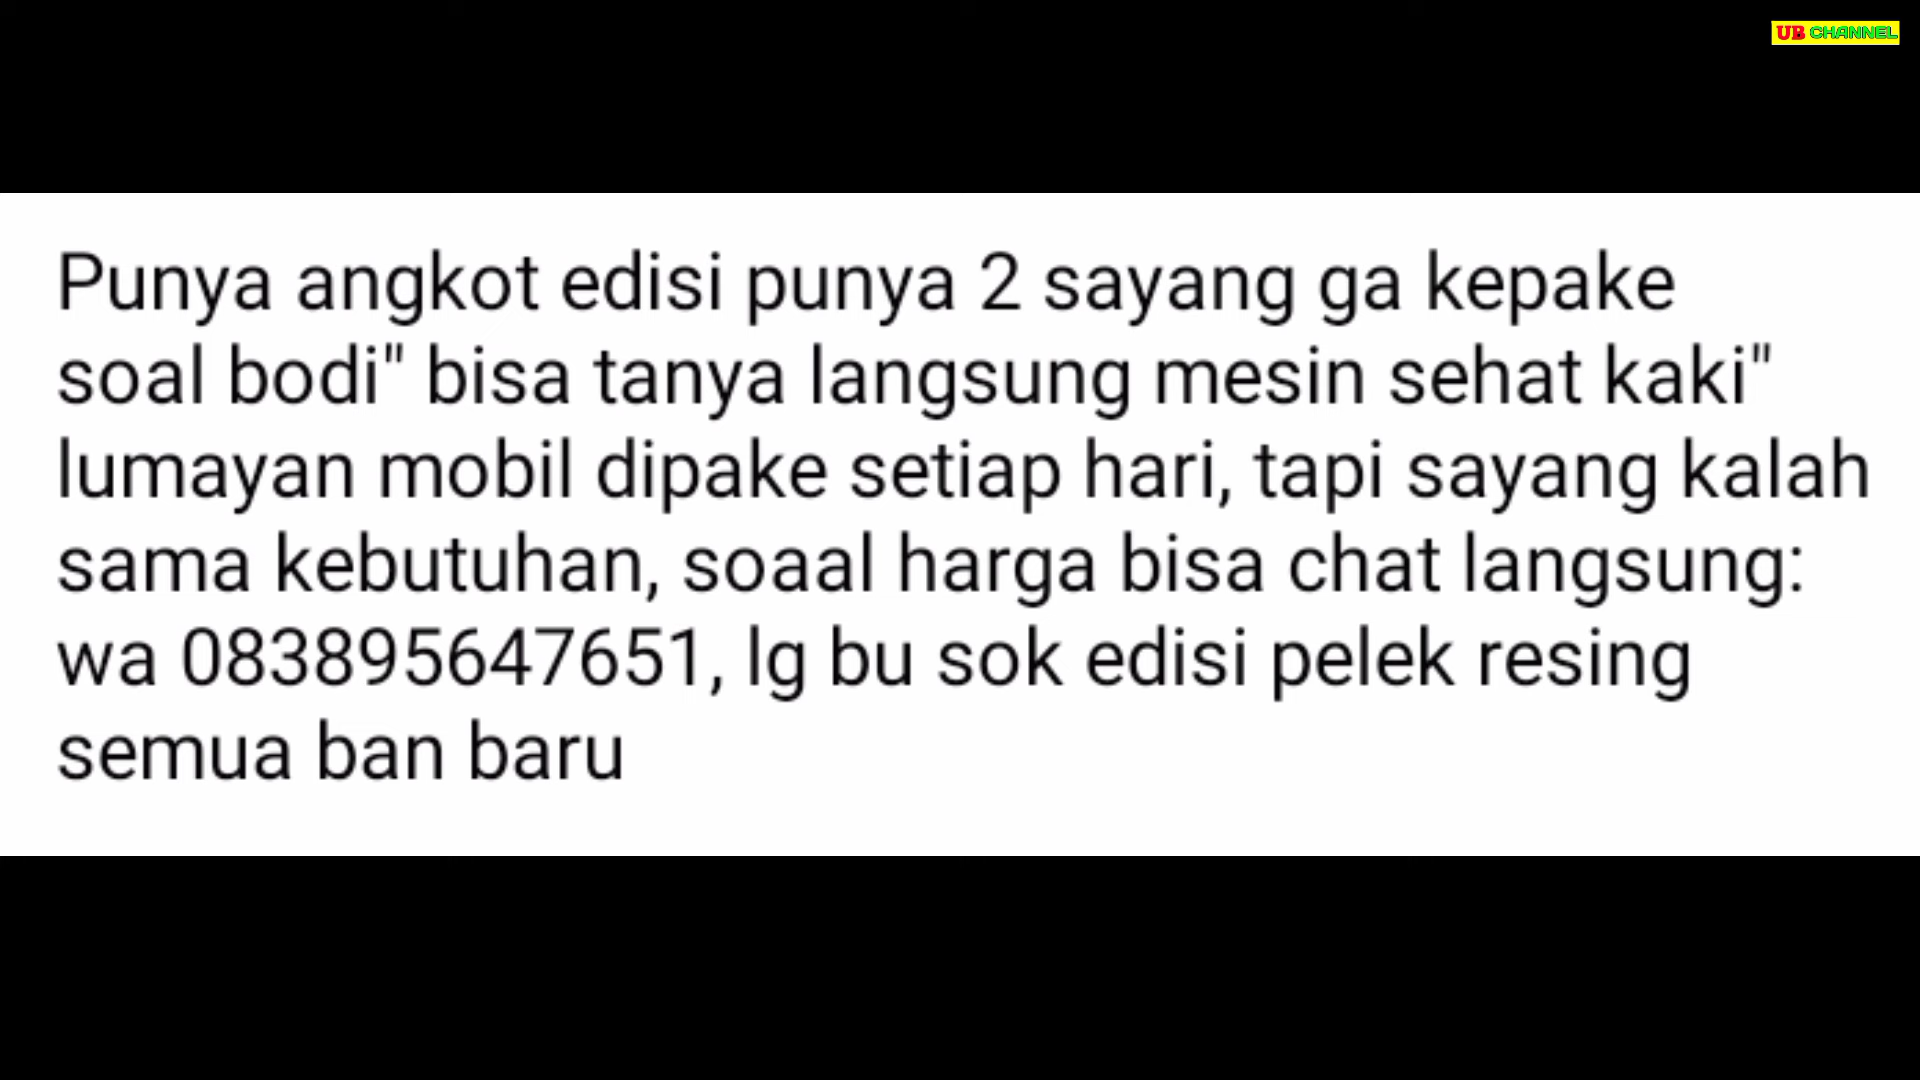 UB CHANNEL
Punya angkot edisi punya 2 sayang ga kepake
soal bodi" bisa tanya langsung mesin sehat kaki"
lumayan mobil dipake setiap hari, tapi sayang kalah
sama kebutuhan, soaal harga bisa chat langsung:
wa 083895647651, lg bu sok edisi pelek resing
semua ban baru